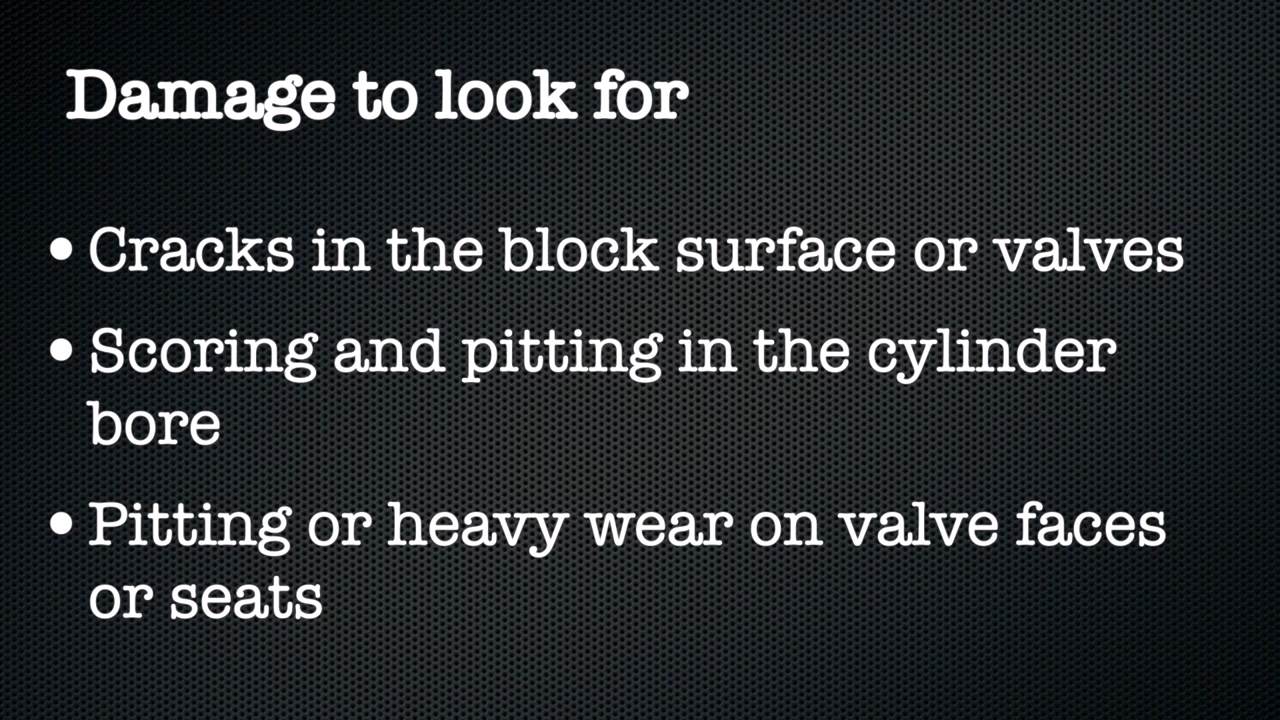 Damage to look for
• Cracks in the block surface or valves
• Scoring and pitting in the cylinder
bore
• Pitting or heavy wear on valve faces
or seats